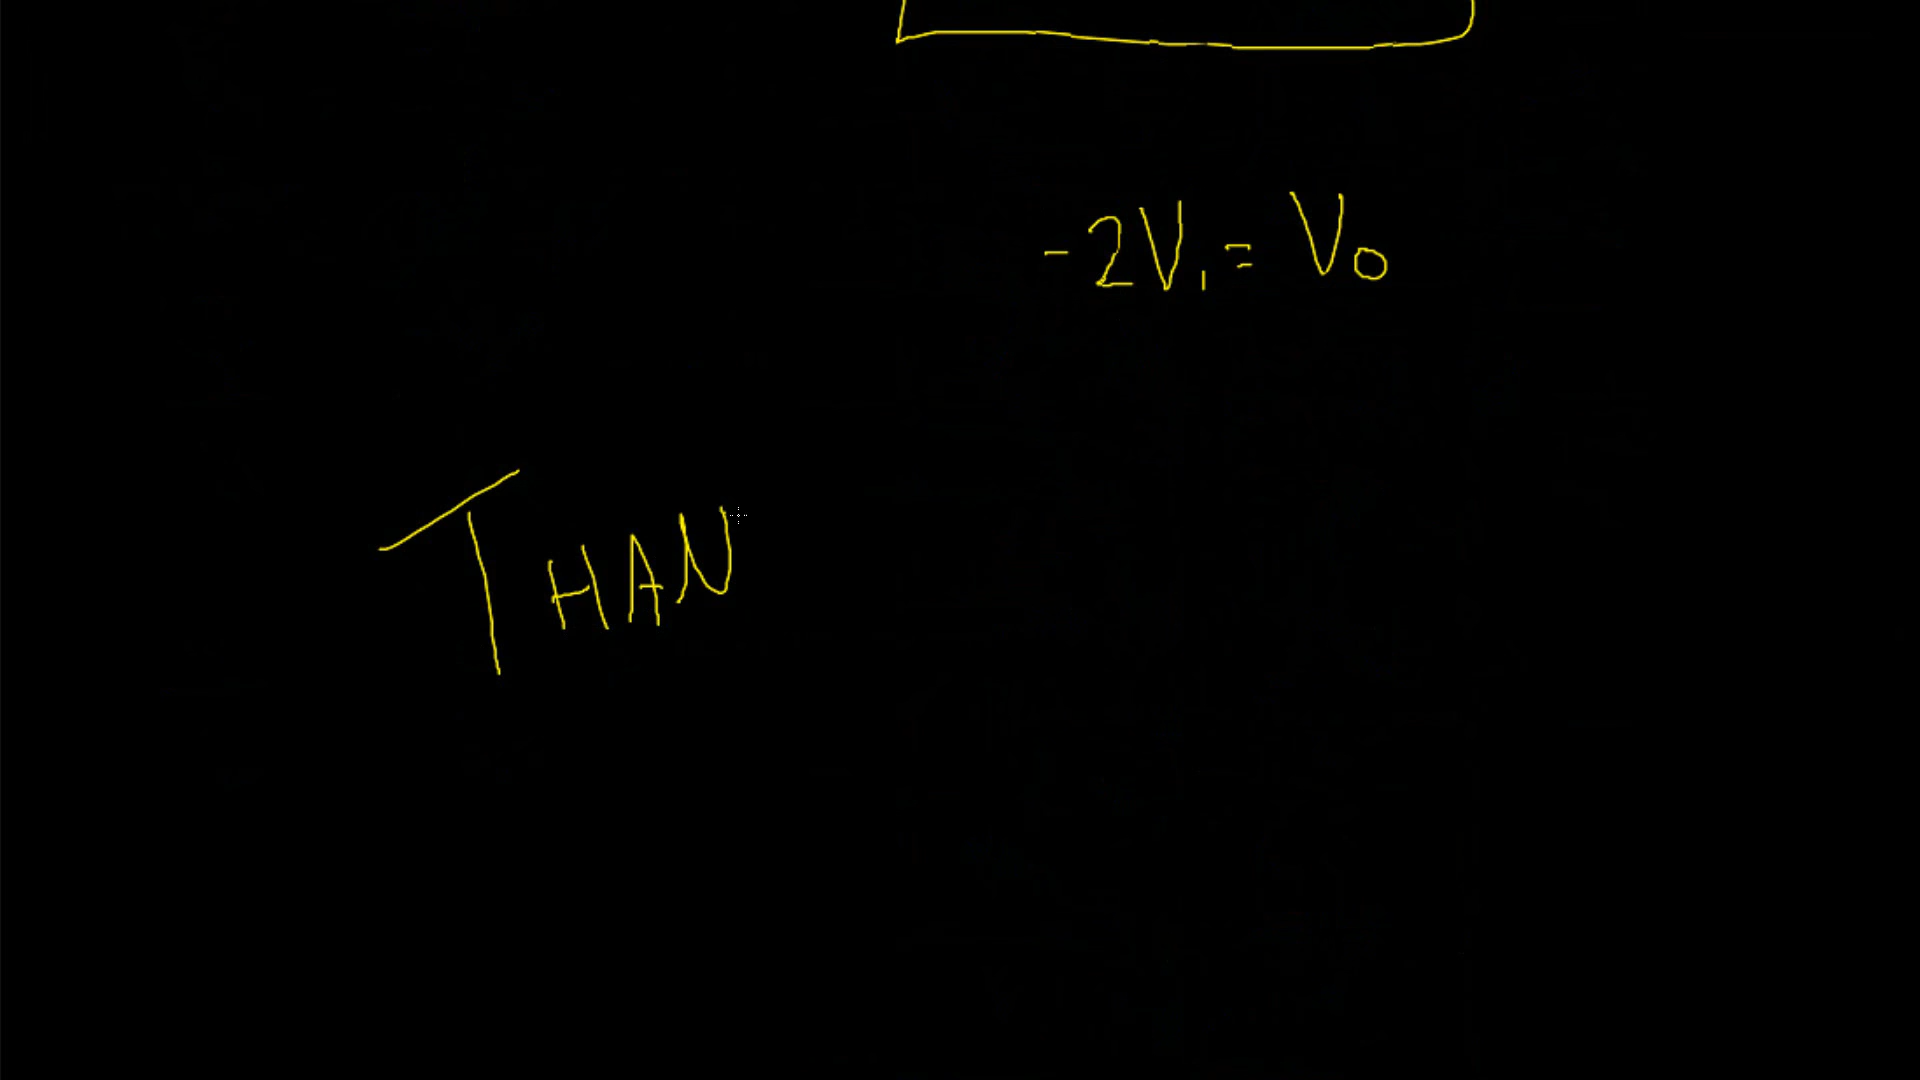 -2V₁ = V₀
THAN